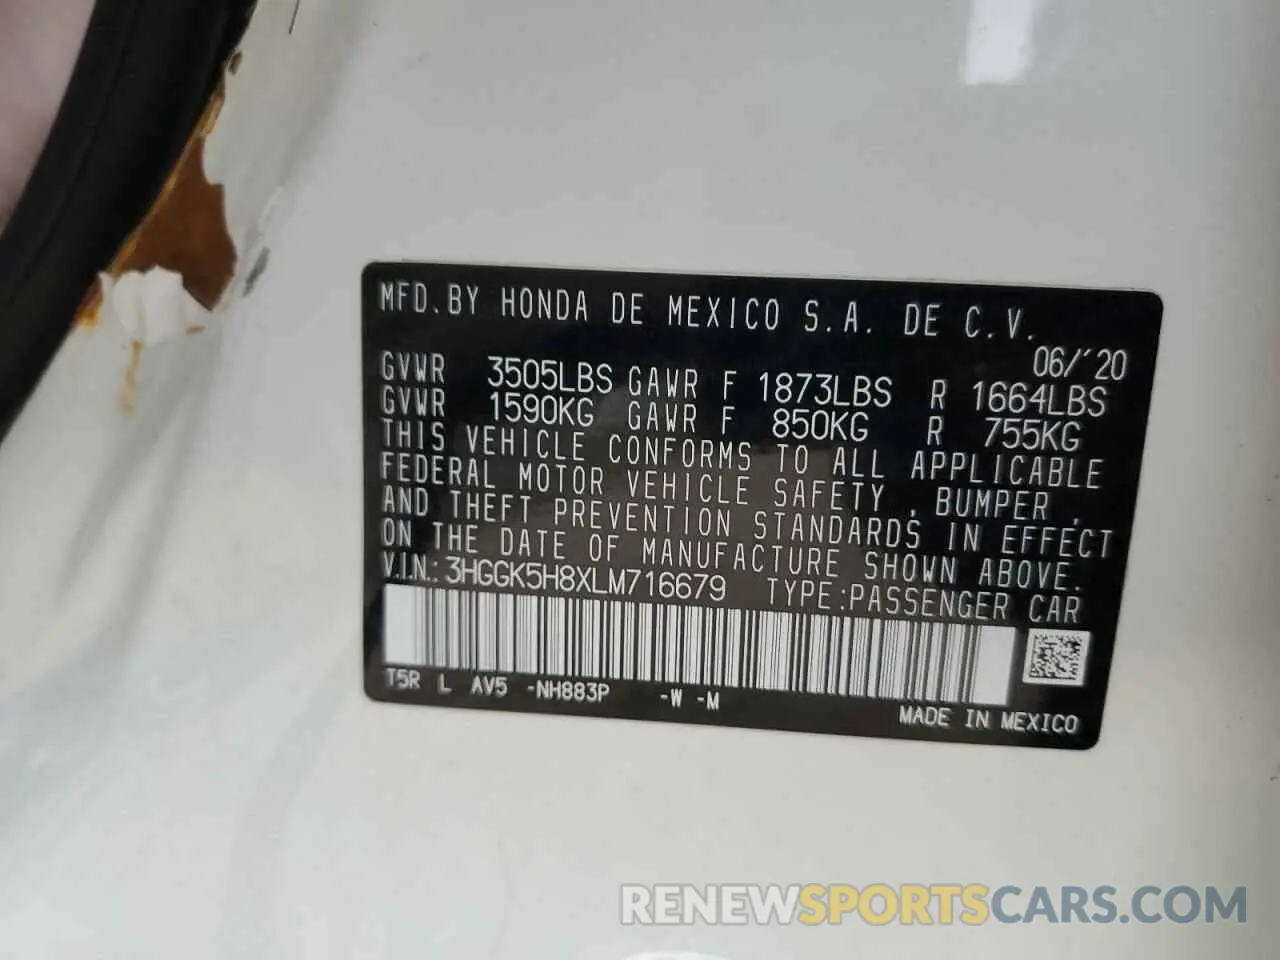 MFD.BY HONDA DE MEXICO S.A. DE C.V.
06/'20
GVWR 3505LBS GAWR F 1873LBS R 1664LBS
GVWR 1590KG GAWR F 850KG R 755KG
THIS VEHICLE CONFORMS TO ALL APPLICABLE
FEDERAL MOTOR VEHICLE SAFETY , BUMPER ,
AND THEFT PREVENTION STANDARDS IN EFFECT
ON THE DATE OF MANUFACTURE SHOWN ABOVE.
V.I.N.: 3HGGK5H8XLM716679 TYPE:PASSENGER CAR
T5R L AV5 -NH883P -W -M
MADE IN MEXICO
RENEWSPORTSCARS.COM